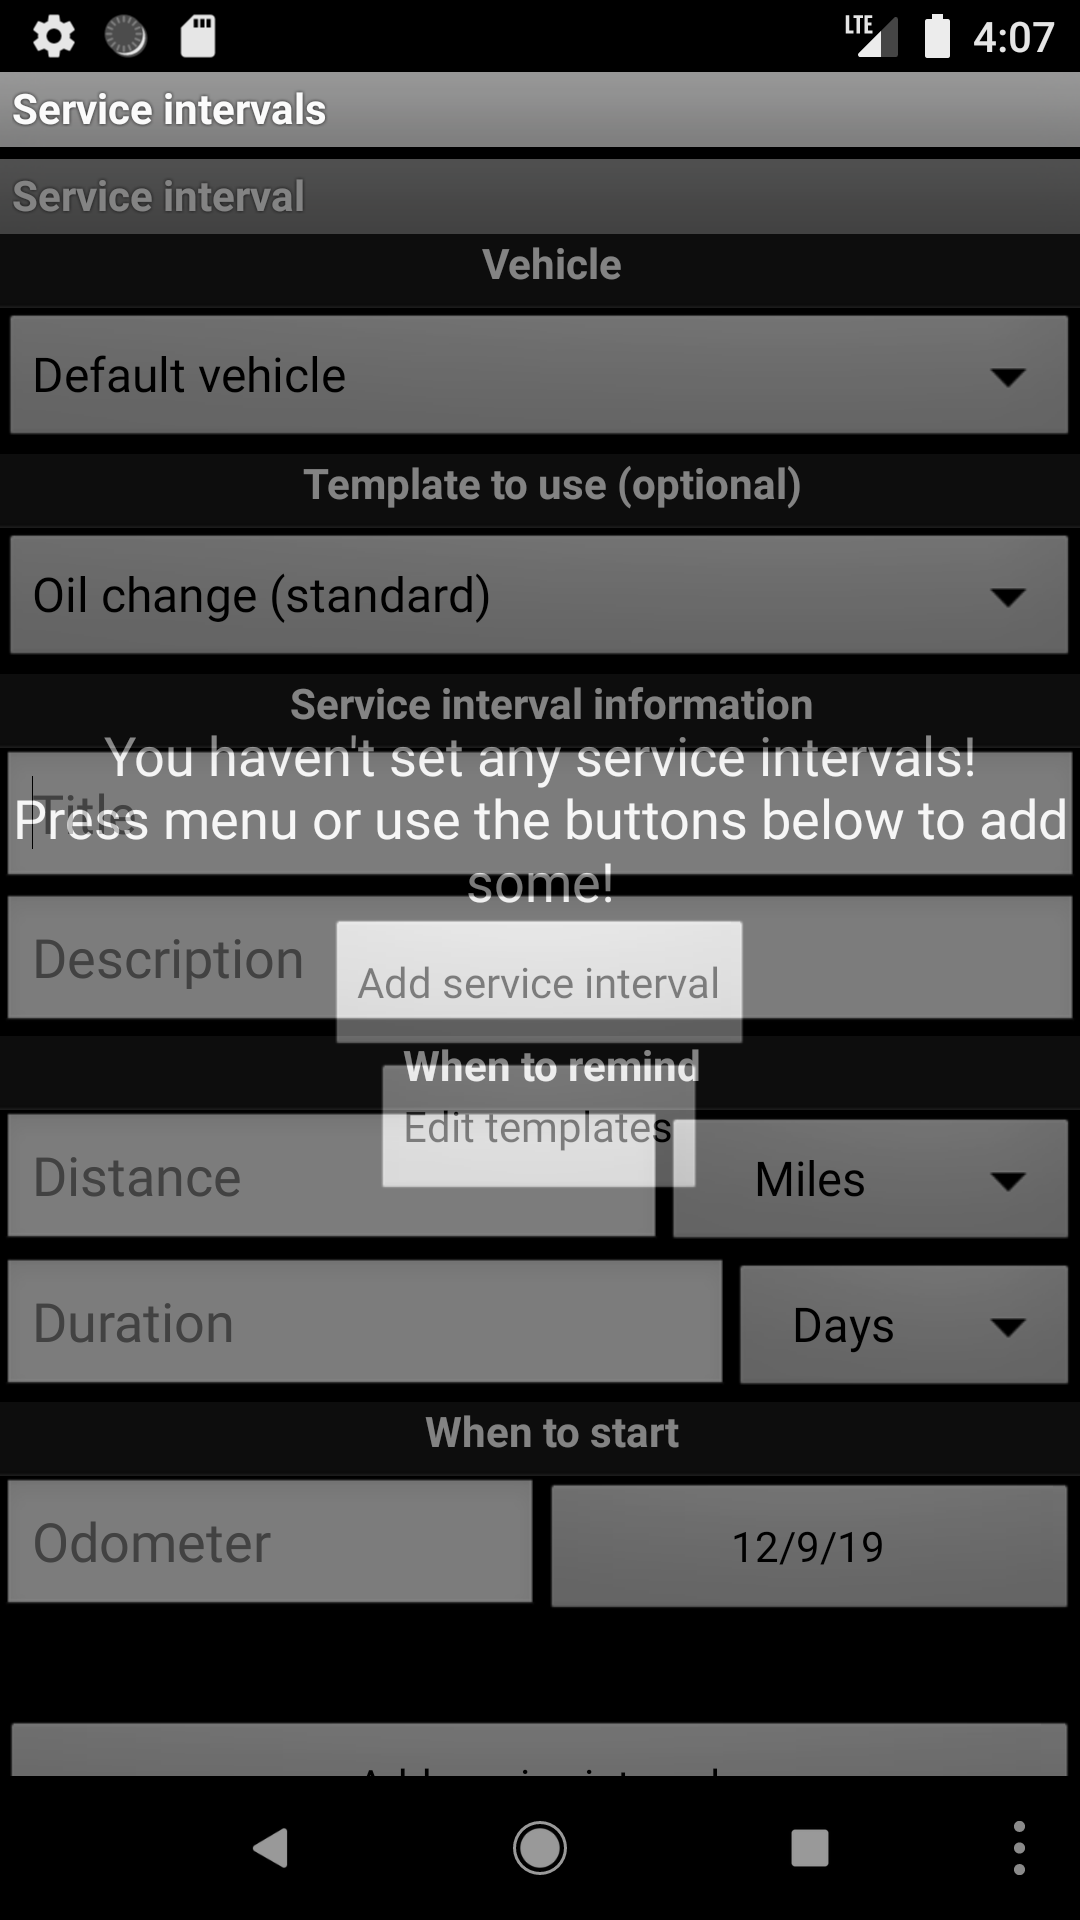 LTE 4:07
Service intervals
Service interval
Vehicle
Default vehicle
Template to use (optional)
Oil change (standard)
Service interval information
You haven't set any service intervals!
Title
Press menu or use the buttons below to add
some!
Description
Add service interval
When to remind
Edit templates
Distance
Miles
Duration
Days
When to start
Odometer
12/9/19
Add service interval